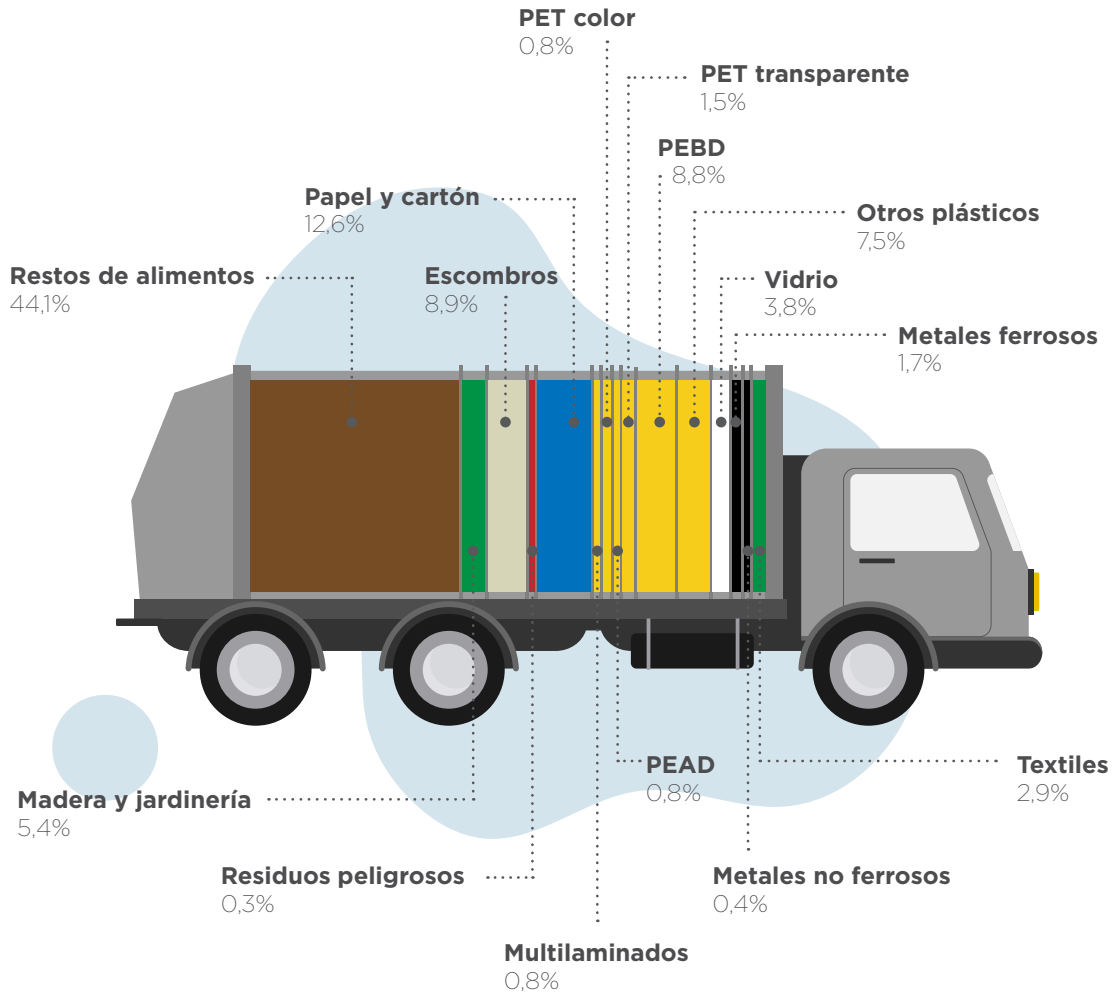 PET color
0,8%
PET transparente
1,5%
PEBD
8,8%
Papel y cartón
12,6%
Otros plásticos
7,5%
Restos de alimentos
44,1%
Escombros
8,9%
Vidrio
3,8%
Metales ferrosos
1,7%
PEAD
0,8%
Textiles
2,9%
Madera y jardinería
5,4%
Residuos peligrosos
0,3%
Metales no ferrosos
0,4%
Multilaminados
0,8%